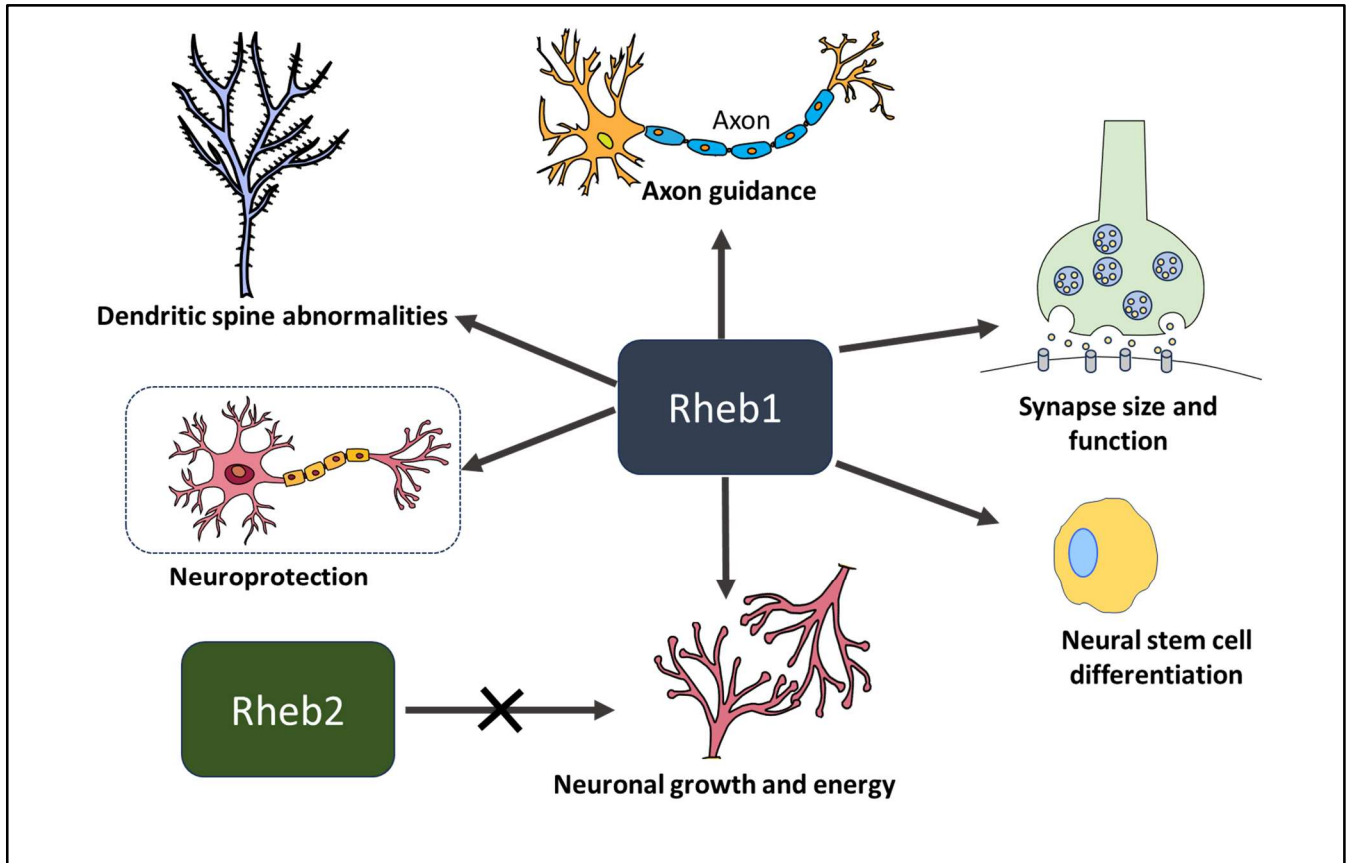 Axon
Axon guidance
Dendritic spine abnormalities
Rheb1
Synapse size and
function
Neuroprotection
Neural stem cell
differentiation
Rheb2
Neuronal growth and energy